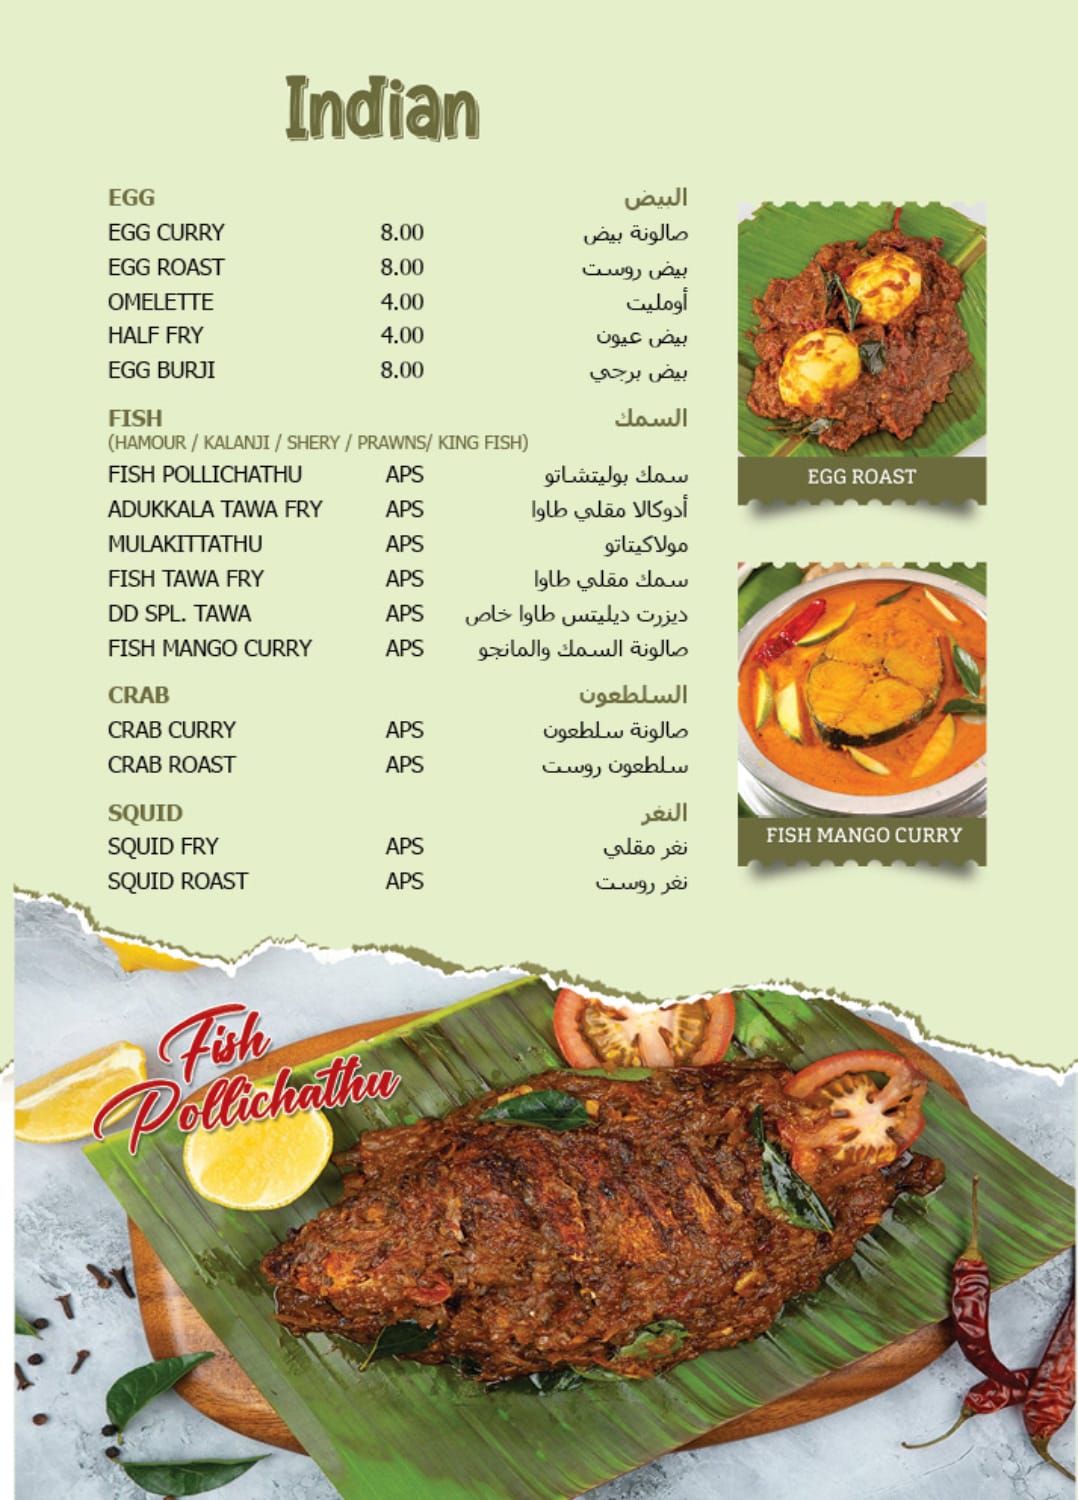 Indian
EGG البيض
EGG CURRY 8.00 صالونة بيض
EGG ROAST 8.00 بيض روست
OMELETTE 4.00 أومليت
HALF FRY 4.00 بيض عيون
EGG BURJI 8.00 بيض برجي
FISH السمك
(HAMOUR / KALANJI / SHERY / PRAWNS/ KING FISH)
FISH POLLICHATHU APS سمك بوليتشاتو
ADUKKALA TAWA FRY APS أدوكالا مقلي طاوا
MULAKITTATHU APS مولاكيتاتو
FISH TAWA FRY APS سمك مقلي طاوا
DD SPL. TAWA APS ديزرت ديليتس طاوا خاص
FISH MANGO CURRY APS صالونة السمك والمانجو
CRAB السلطعون
CRAB CURRY APS صالونة سلطعون
CRAB ROAST APS سلطعون روست
SQUID النغر
SQUID FRY APS نغر مقلي
SQUID ROAST APS نغر روست
EGG ROAST
FISH MANGO CURRY
Fish
Pollichathu